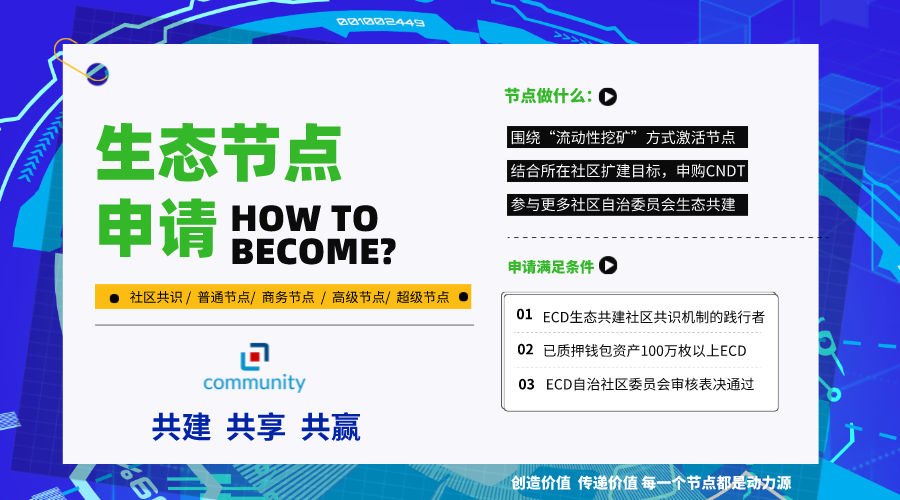 001002449
生态节点
申请
HOW TO
BECOME?
社区共识 / 普通节点/ 商务节点 / 高级节点/ 超级节点
community
共建 共享 共赢
节点做什么：
围绕“流动性挖矿”方式激活节点
结合所在社区扩建目标，申购CNDT
参与更多社区自治委员会生态共建
申请满足条件
01 ECD生态共建社区共识机制的践行者
02 已质押钱包资产100万枚以上ECD
03 ECD自治社区委员会审核表决通过
创造价值 传递价值 每一个节点都是动力源